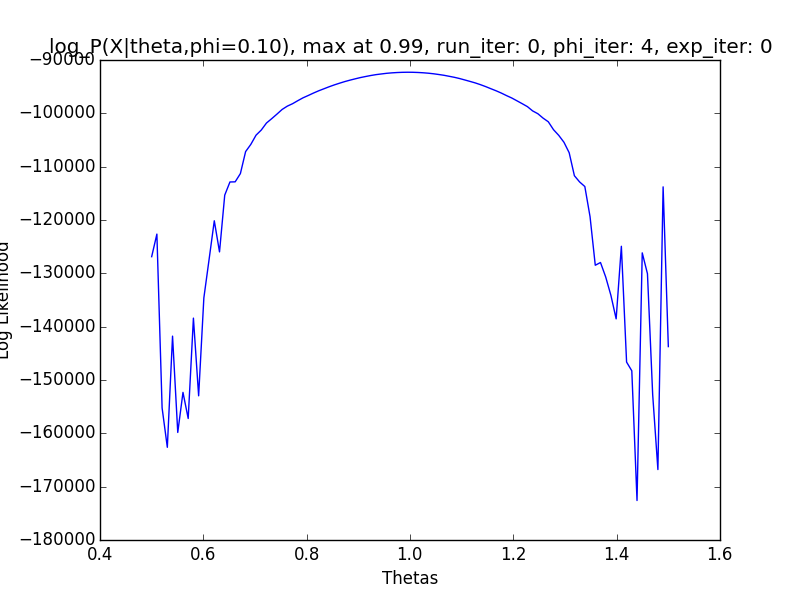 log_P(X|theta,phi=0.10), max at 0.99, run_iter: 0, phi_iter: 4, exp_iter: 0
−90000
−100000
−110000
−120000
−130000
−140000
−150000
−160000
−170000
−180000
Log Likelihood
0.4 0.6 0.8 1.0 1.2 1.4 1.6
Thetas